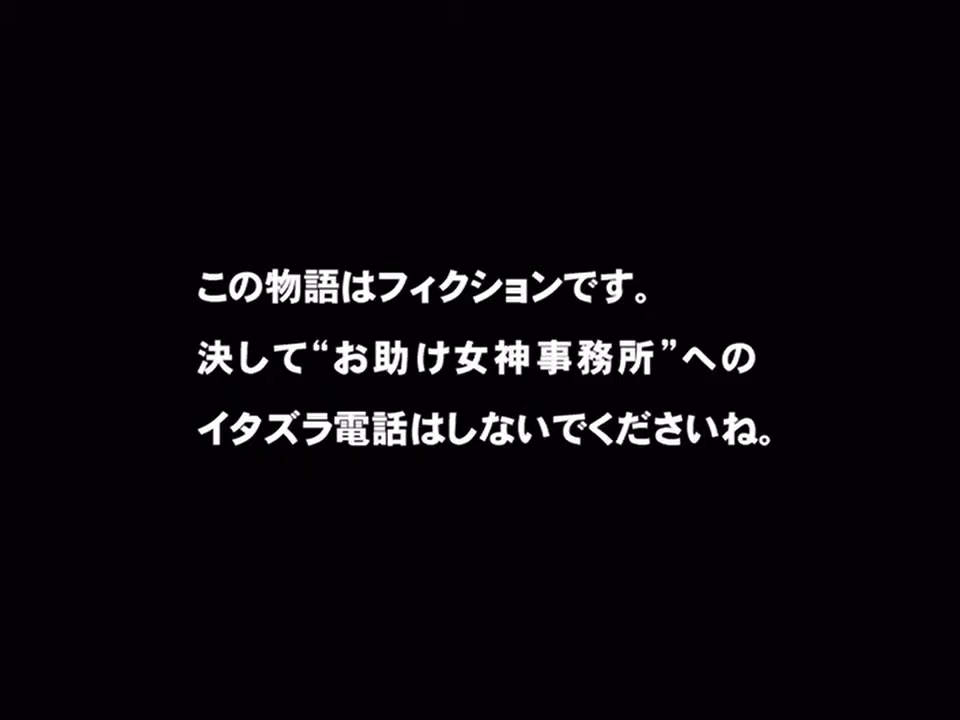 この物語はフィクションです。
決して“お助け女神事務所”への
イタズラ電話はしないでくださいね。